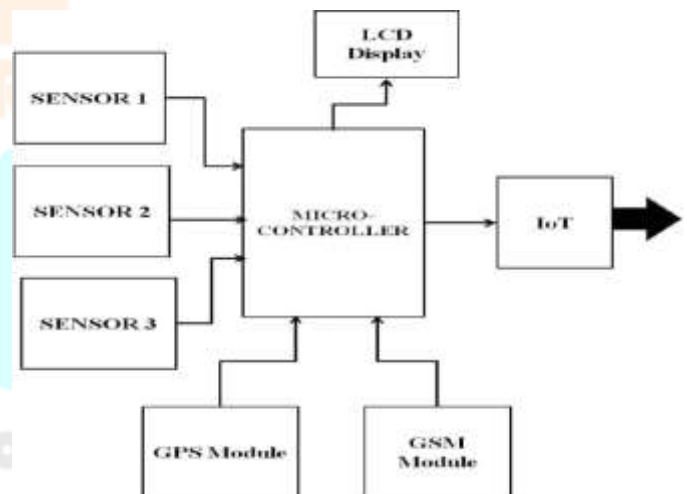 LCD
Display
SENSOR 1
SENSOR 2
MICRO-
CONTROLLER
IoT
SENSOR 3
GPS Module
GSM
Module